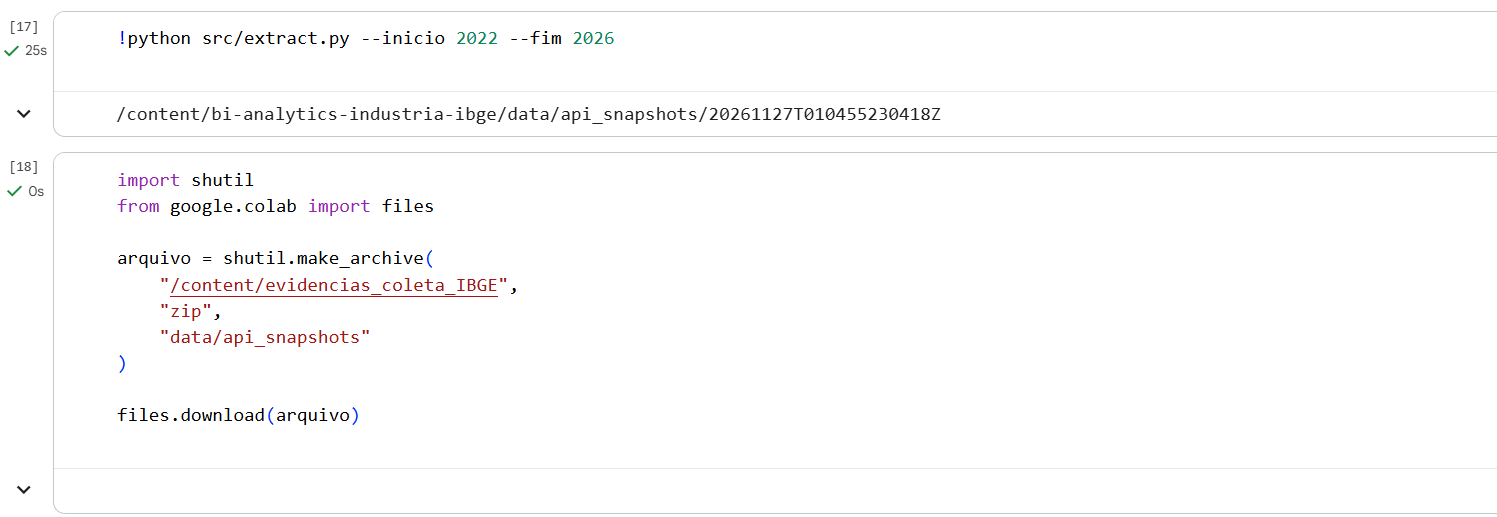 [17]
!python src/extract.py --inicio 2022 --fim 2026
25s
/content/bi-analytics-industria-ibge/data/api_snapshots/20261127T010455230418Z
[18]
import shutil
0s
from google.colab import files
arquivo = shutil.make_archive(
"/content/evidencias_coleta_IBGE",
"zip",
"data/api_snapshots"
)
files.download(arquivo)